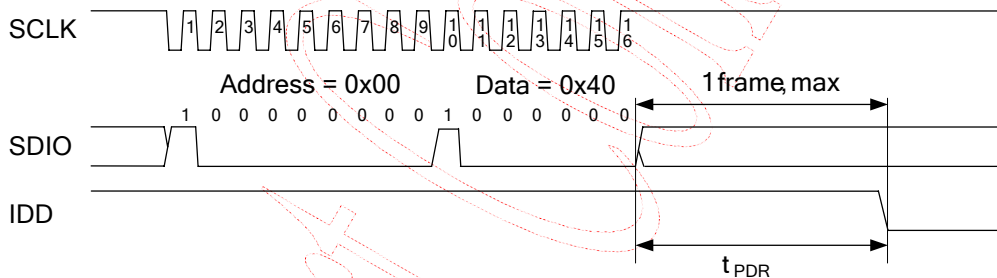 SCLK
1 2 3 4 5 6 7 8 9 10 11 12 13 14 15 16
Address = 0x00 Data = 0x40 1 frame, max
1 0 0 0 0 0 0 0 0 1 0 0 0 0 0 0
SDIO
IDD
tPDR